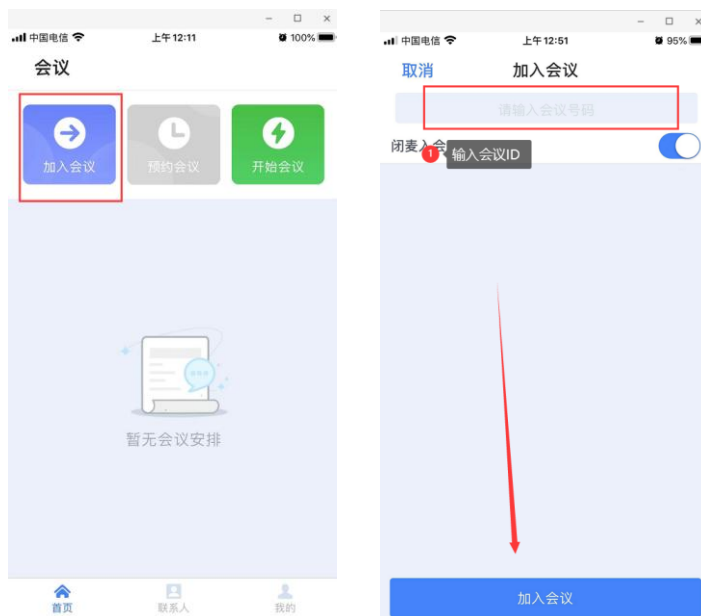 中国电信 上午12:11 100%
会议
加入会议 预约会议 开始会议
暂无会议安排
首页 联系人 我的
中国电信 上午12:51 95%
取消 加入会议
请输入会议号码
闭麦入会
1 输入会议ID
加入会议